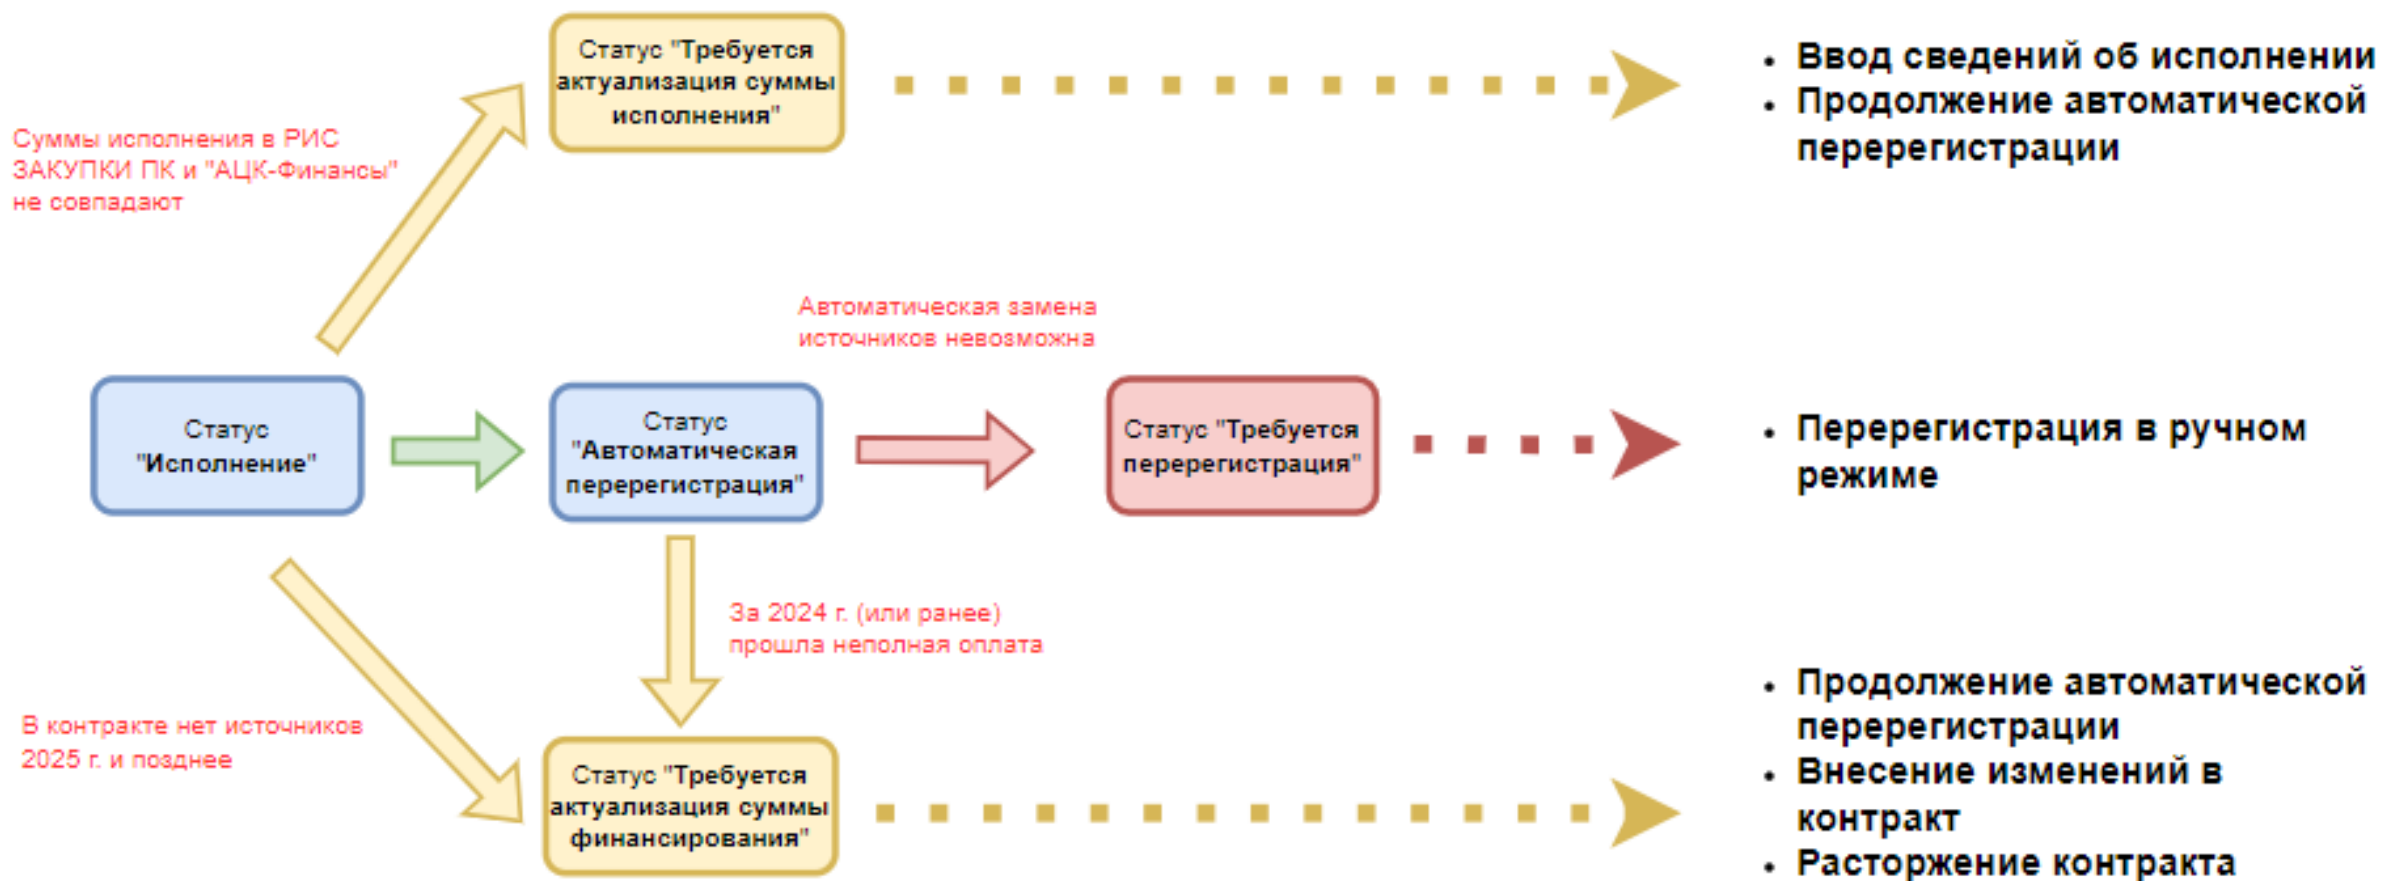 Статус "Требуется
актуализация суммы
исполнения"
• Ввод сведений об исполнении
• Продолжение автоматической
перерегистрации
Суммы исполнения в РИС
ЗАКУПКИ ПК и "АЦК-Финансы"
не совпадают
Автоматическая замена
источников невозможна
Статус
"Исполнение"
Статус
"Автоматическая
перерегистрация"
Статус "Требуется
перерегистрация"
• Перерегистрация в ручном
режиме
За 2024 г. (или ранее)
прошла неполная оплата
В контракте нет источников
2025 г. и позднее
Статус "Требуется
актуализация суммы
финансирования"
• Продолжение автоматической
перерегистрации
• Внесение изменений в
контракт
• Расторжение контракта